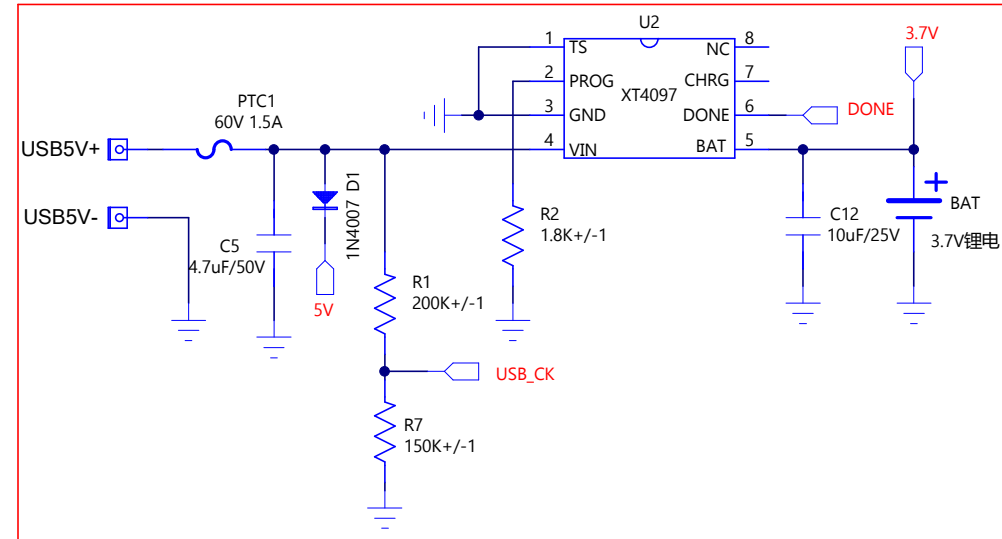 U2
1
TS
NC
8
3.7V
2
PROG
CHRG
7
XT4097
PTC1
60V 1.5A
3
GND
DONE
6
DONE
USB5V+
4
VIN
BAT
5
USB5V-
1N4007 D1
C5
4.7uF/50V
5V
R2
1.8K+/-1
C12
10uF/25V
+
BAT
3.7V锂电
R1
200K+/-1
USB_CK
R7
150K+/-1